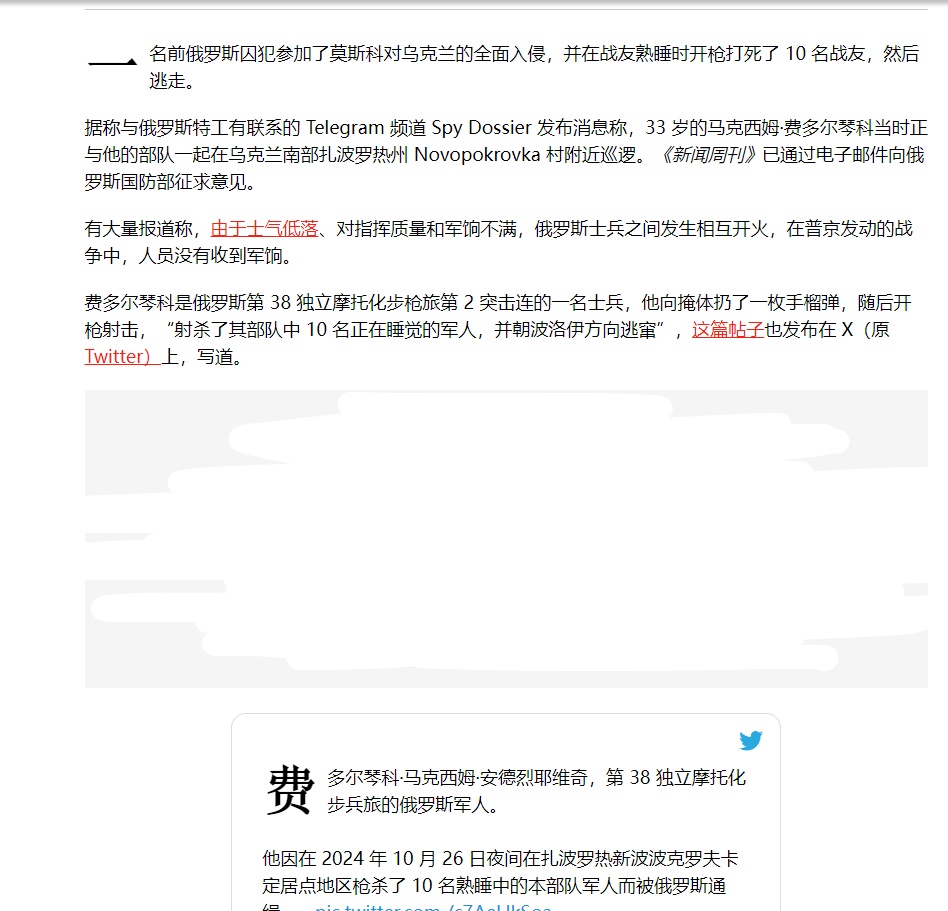 一名前俄罗斯囚犯参加了莫斯科对乌克兰的全面入侵，并在战友熟睡时开枪打死了 10 名战友，然后
逃走。
据称与俄罗斯特工有联系的 Telegram 频道 Spy Dossier 发布消息称，33 岁的马克西姆·费多尔琴科当时正
与他的部队一起在乌克兰南部扎波罗热州 Novopokrovka 村附近巡逻。《新闻周刊》已通过电子邮件向俄
罗斯国防部征求意见。
有大量报道称，由于士气低落、对指挥质量和军饷不满，俄罗斯士兵之间发生相互开火，在普京发动的战
争中，人员没有收到军饷。
费多尔琴科是俄罗斯第 38 独立摩托化步枪旅第 2 突击连的一名士兵，他向掩体扔了一枚手榴弹，随后开
枪射击，“射杀了其部队中 10 名正在睡觉的军人，并朝波洛伊方向逃窜”，这篇帖子也发布在 X（原
Twitter）上，写道。
费多尔琴科·马克西姆·安德烈耶维奇，第 38 独立摩托化
步兵旅的俄罗斯军人。
他因在 2024 年 10 月 26 日夜间在扎波罗热新波波克罗夫卡
定居点地区枪杀了 10 名熟睡中的本部队军人而被俄罗斯通